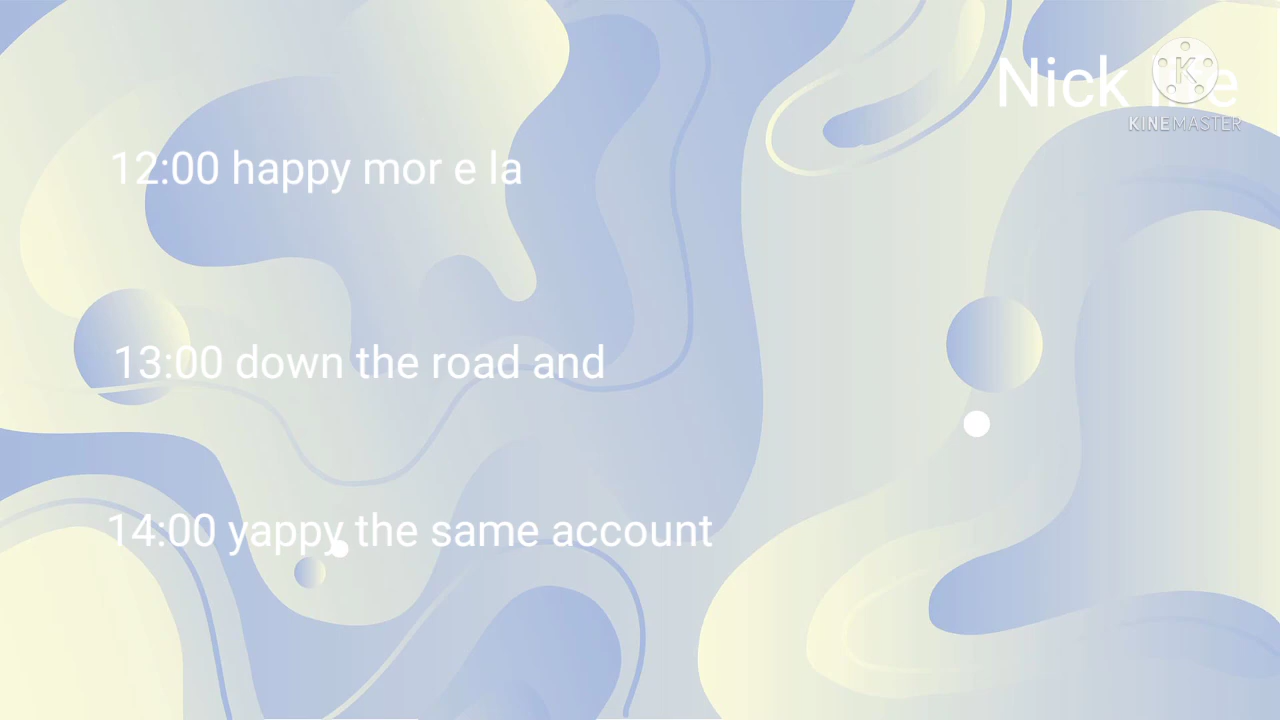 Nick
KINEMASTER
12:00 happy mor e la
13:00 down the road and
14:00 yappy the same account